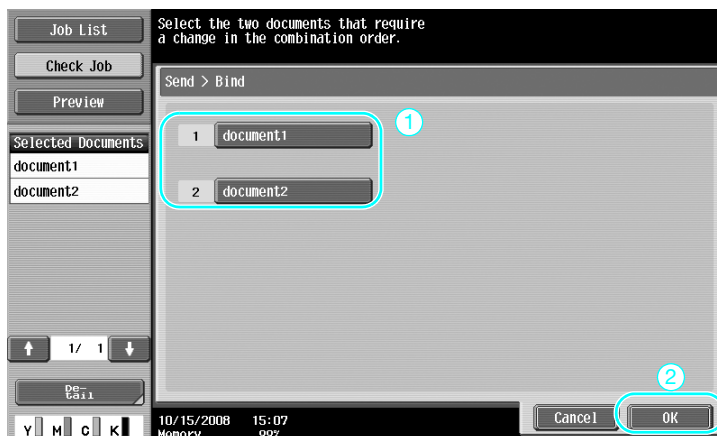 Job List
Check Job
Preview
Selected Documents
document1
document2
1/ 1
De-
tail
Y M C K
Select the two documents that require
a change in the combination order.
Send > Bind
1 document1
1
2 document2
2
Cancel
OK
10/15/2008 15:07
Memory 99%